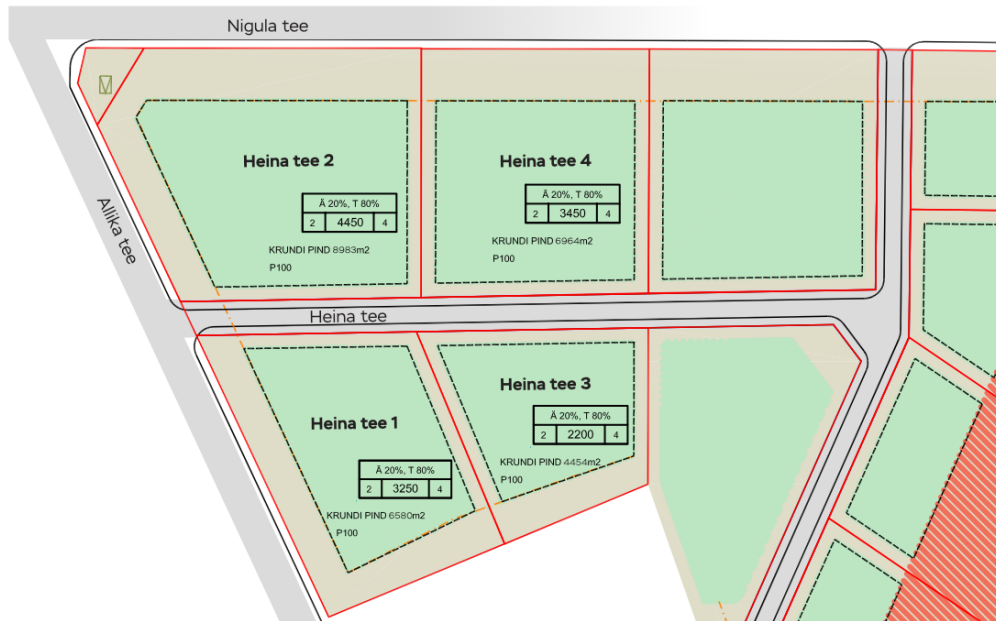 Nigula tee
Allika tee
Heina tee 2
Ä 20%, T 80%
2 4450 4
KRUNDI PIND 8983m2
P100
Heina tee 4
Ä 20%, T 80%
2 3450 4
KRUNDI PIND 6964m2
P100
Heina tee
Heina tee 1
Ä 20%, T 80%
2 3250 4
KRUNDI PIND 6580m2
P100
Heina tee 3
Ä 20%, T 80%
2 2200 4
KRUNDI PIND 4454m2
P100